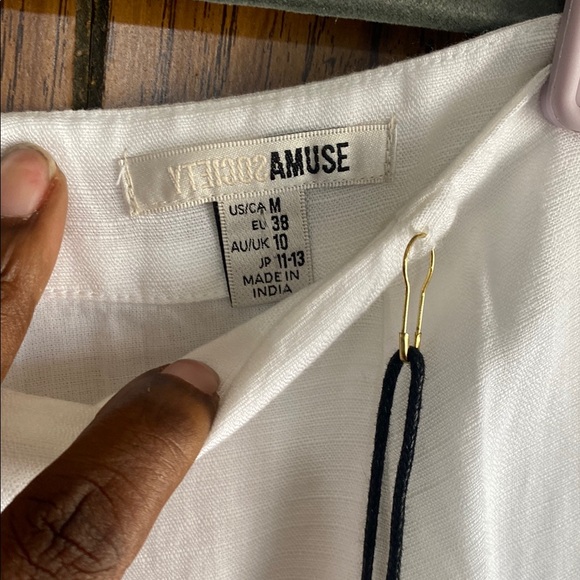 SOCIETY AMUSE
US/CA M
EU 38
AU/UK 10
JP 11-13
MADE IN
INDIA